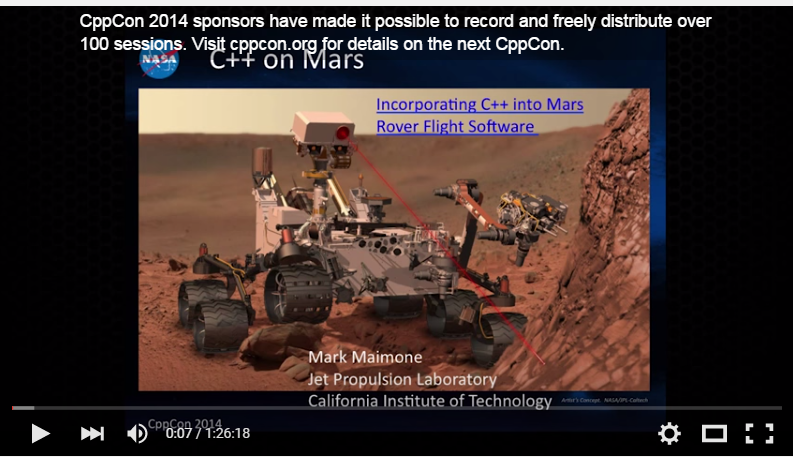 CppCon 2014 sponsors have made it possible to record and freely distribute over
100 sessions. Visit cppcon.org for details on the next CppCon.
NASA
C++ on Mars
Incorporating C++ into Mars
Rover Flight Software
Mark Maimone
Jet Propulsion Laboratory
California Institute of Technology
Artist's Concept. NASA/JPL-Caltech
CppCon 2014
0:07 / 1:26:18